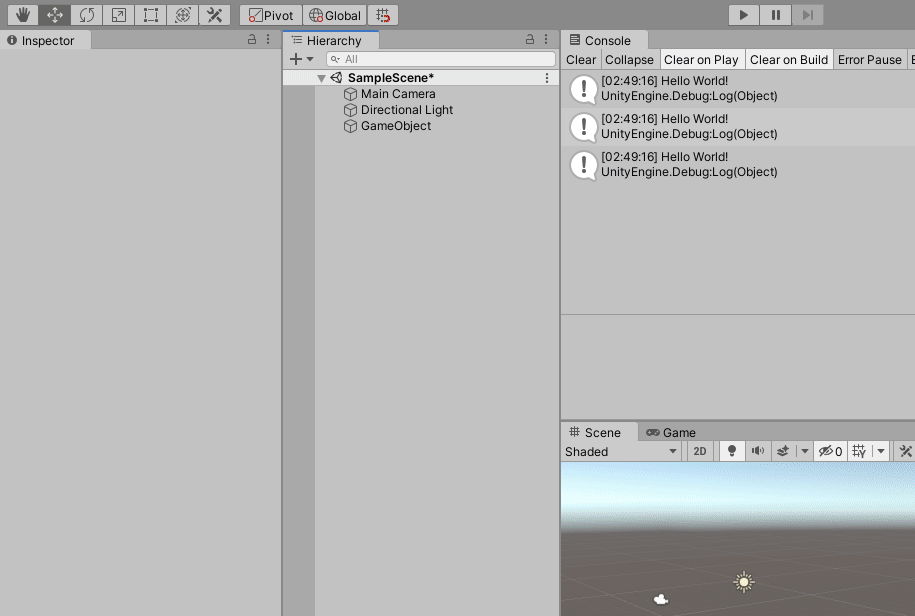 Pivot Global
Inspector
Hierarchy
All
SampleScene*
Main Camera
Directional Light
GameObject
Console
Clear Collapse Clear on Play Clear on Build Error Pause
[02:49:16] Hello World!
UnityEngine.Debug:Log(Object)
[02:49:16] Hello World!
UnityEngine.Debug:Log(Object)
[02:49:16] Hello World!
UnityEngine.Debug:Log(Object)
Scene Game
Shaded 2D 0